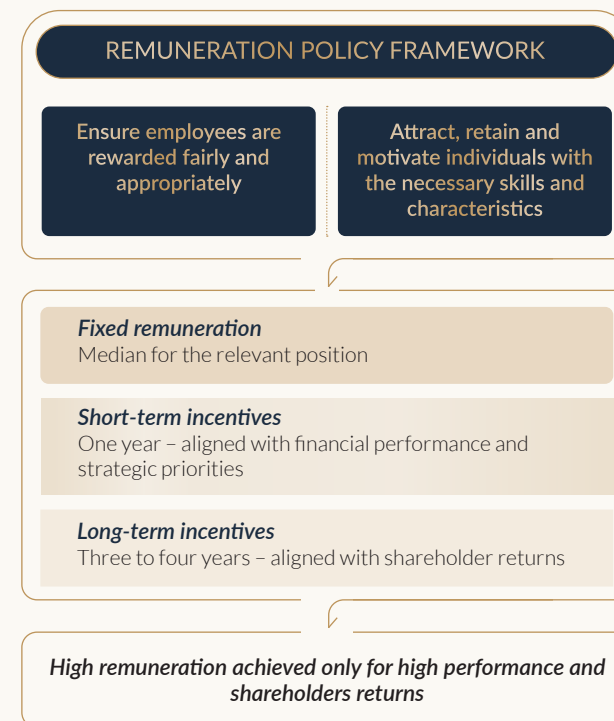 REMUNERATION POLICY FRAMEWORK
Ensure employees are
rewarded fairly and
appropriately
Attract, retain and
motivate individuals with
the necessary skills and
characteristics
Fixed remuneration
Median for the relevant position
Short-term incentives
One year – aligned with financial performance and
strategic priorities
Long-term incentives
Three to four years – aligned with shareholder returns
High remuneration achieved only for high performance and
shareholders returns